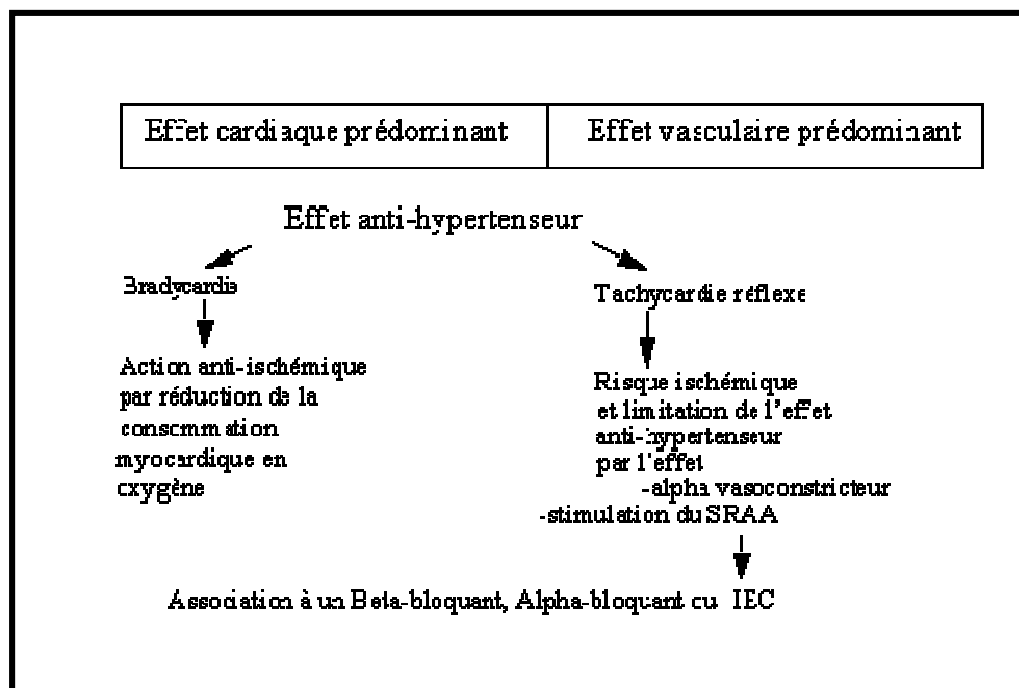 Effet cardiaque prédominant
Effet vasculaire prédominant
Effet anti-hypertenseur
Bradycardie
Tachycardie réflexe
Action anti-ischémique
par réduction de la
consommation
myocardique en
oxygène
Risque ischémique
et limitation de l'effet
anti-hypertenseur
par l'effet
-alpha vasoconstricteur
-stimulation du SRAA
Association à un Beta-bloquant, Alpha-bloquant ou IEC